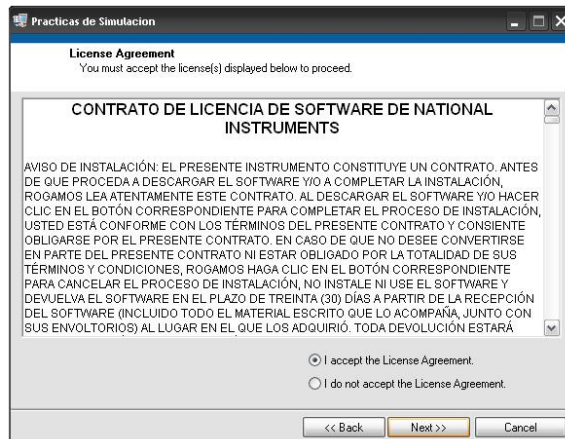 Practicas de Simulacion
License Agreement
You must accept the license(s) displayed below to proceed.
CONTRATO DE LICENCIA DE SOFTWARE DE NATIONAL
INSTRUMENTS
AVISO DE INSTALACIÓN: EL PRESENTE INSTRUMENTO CONSTITUYE UN CONTRATO. ANTES
DE QUE PROCEDA A DESCARGAR EL SOFTWARE Y/O A COMPLETAR LA INSTALACIÓN,
ROGAMOS LEA ATENTAMENTE ESTE CONTRATO. AL DESCARGAR EL SOFTWARE Y/O HACER
CLIC EN EL BOTÓN CORRESPONDIENTE PARA COMPLETAR EL PROCESO DE INSTALACIÓN,
USTED ESTÁ CONFORME CON LOS TÉRMINOS DEL PRESENTE CONTRATO Y CONSIENTE
OBLIGARSE POR EL PRESENTE CONTRATO. EN CASO DE QUE NO DESEE CONVERTIRSE
EN PARTE DEL PRESENTE CONTRATO NI ESTAR OBLIGADO POR LA TOTALIDAD DE SUS
TÉRMINOS Y CONDICIONES, ROGAMOS HAGA CLIC EN EL BOTÓN CORRESPONDIENTE
PARA CANCELAR EL PROCESO DE INSTALACIÓN, NO INSTALE NI USE EL SOFTWARE Y
DEVUELVA EL SOFTWARE EN EL PLAZO DE TREINTA (30) DÍAS A PARTIR DE LA RECEPCIÓN
DEL SOFTWARE (INCLUIDO TODO EL MATERIAL ESCRITO QUE LO ACOMPAÑA, JUNTO CON
SUS ENVOLTORIOS) AL LUGAR EN EL QUE LOS ADQUIRIÓ. TODA DEVOLUCIÓN ESTARÁ
I accept the License Agreement.
I do not accept the License Agreement.
<< Back Next >> Cancel